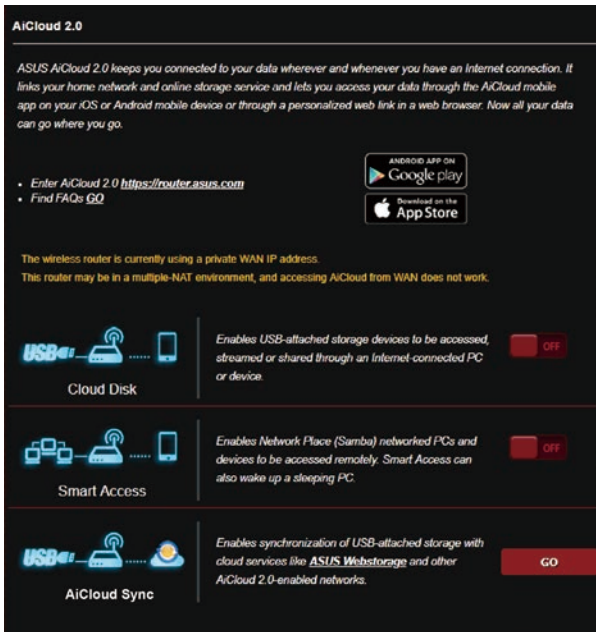 AiCloud 2.0
ASUS AiCloud 2.0 keeps you connected to your data wherever and whenever you have an Internet connection. It
links your home network and online storage service and lets you access your data through the AiCloud mobile
app on your iOS or Android mobile device or through a personalized web link in a web browser. Now all your data
can go where you go.
• Enter AiCloud 2.0 https://router.asus.com
• Find FAQs GO
ANDROID APP ON
Google play
Download on the
App Store
The wireless router is currently using a private WAN IP address.
This router may be in a multiple-NAT environment, and accessing AiCloud from WAN does not work.
USB
Cloud Disk
Enables USB-attached storage devices to be accessed,
streamed or shared through an Internet-connected PC
or device.
OFF
Smart Access
Enables Network Place (Samba) networked PCs and
devices to be accessed remotely. Smart Access can
also wake up a sleeping PC.
OFF
USB
AiCloud Sync
Enables synchronization of USB-attached storage with
cloud services like ASUS Webstorage and other
AiCloud 2.0-enabled networks.
GO